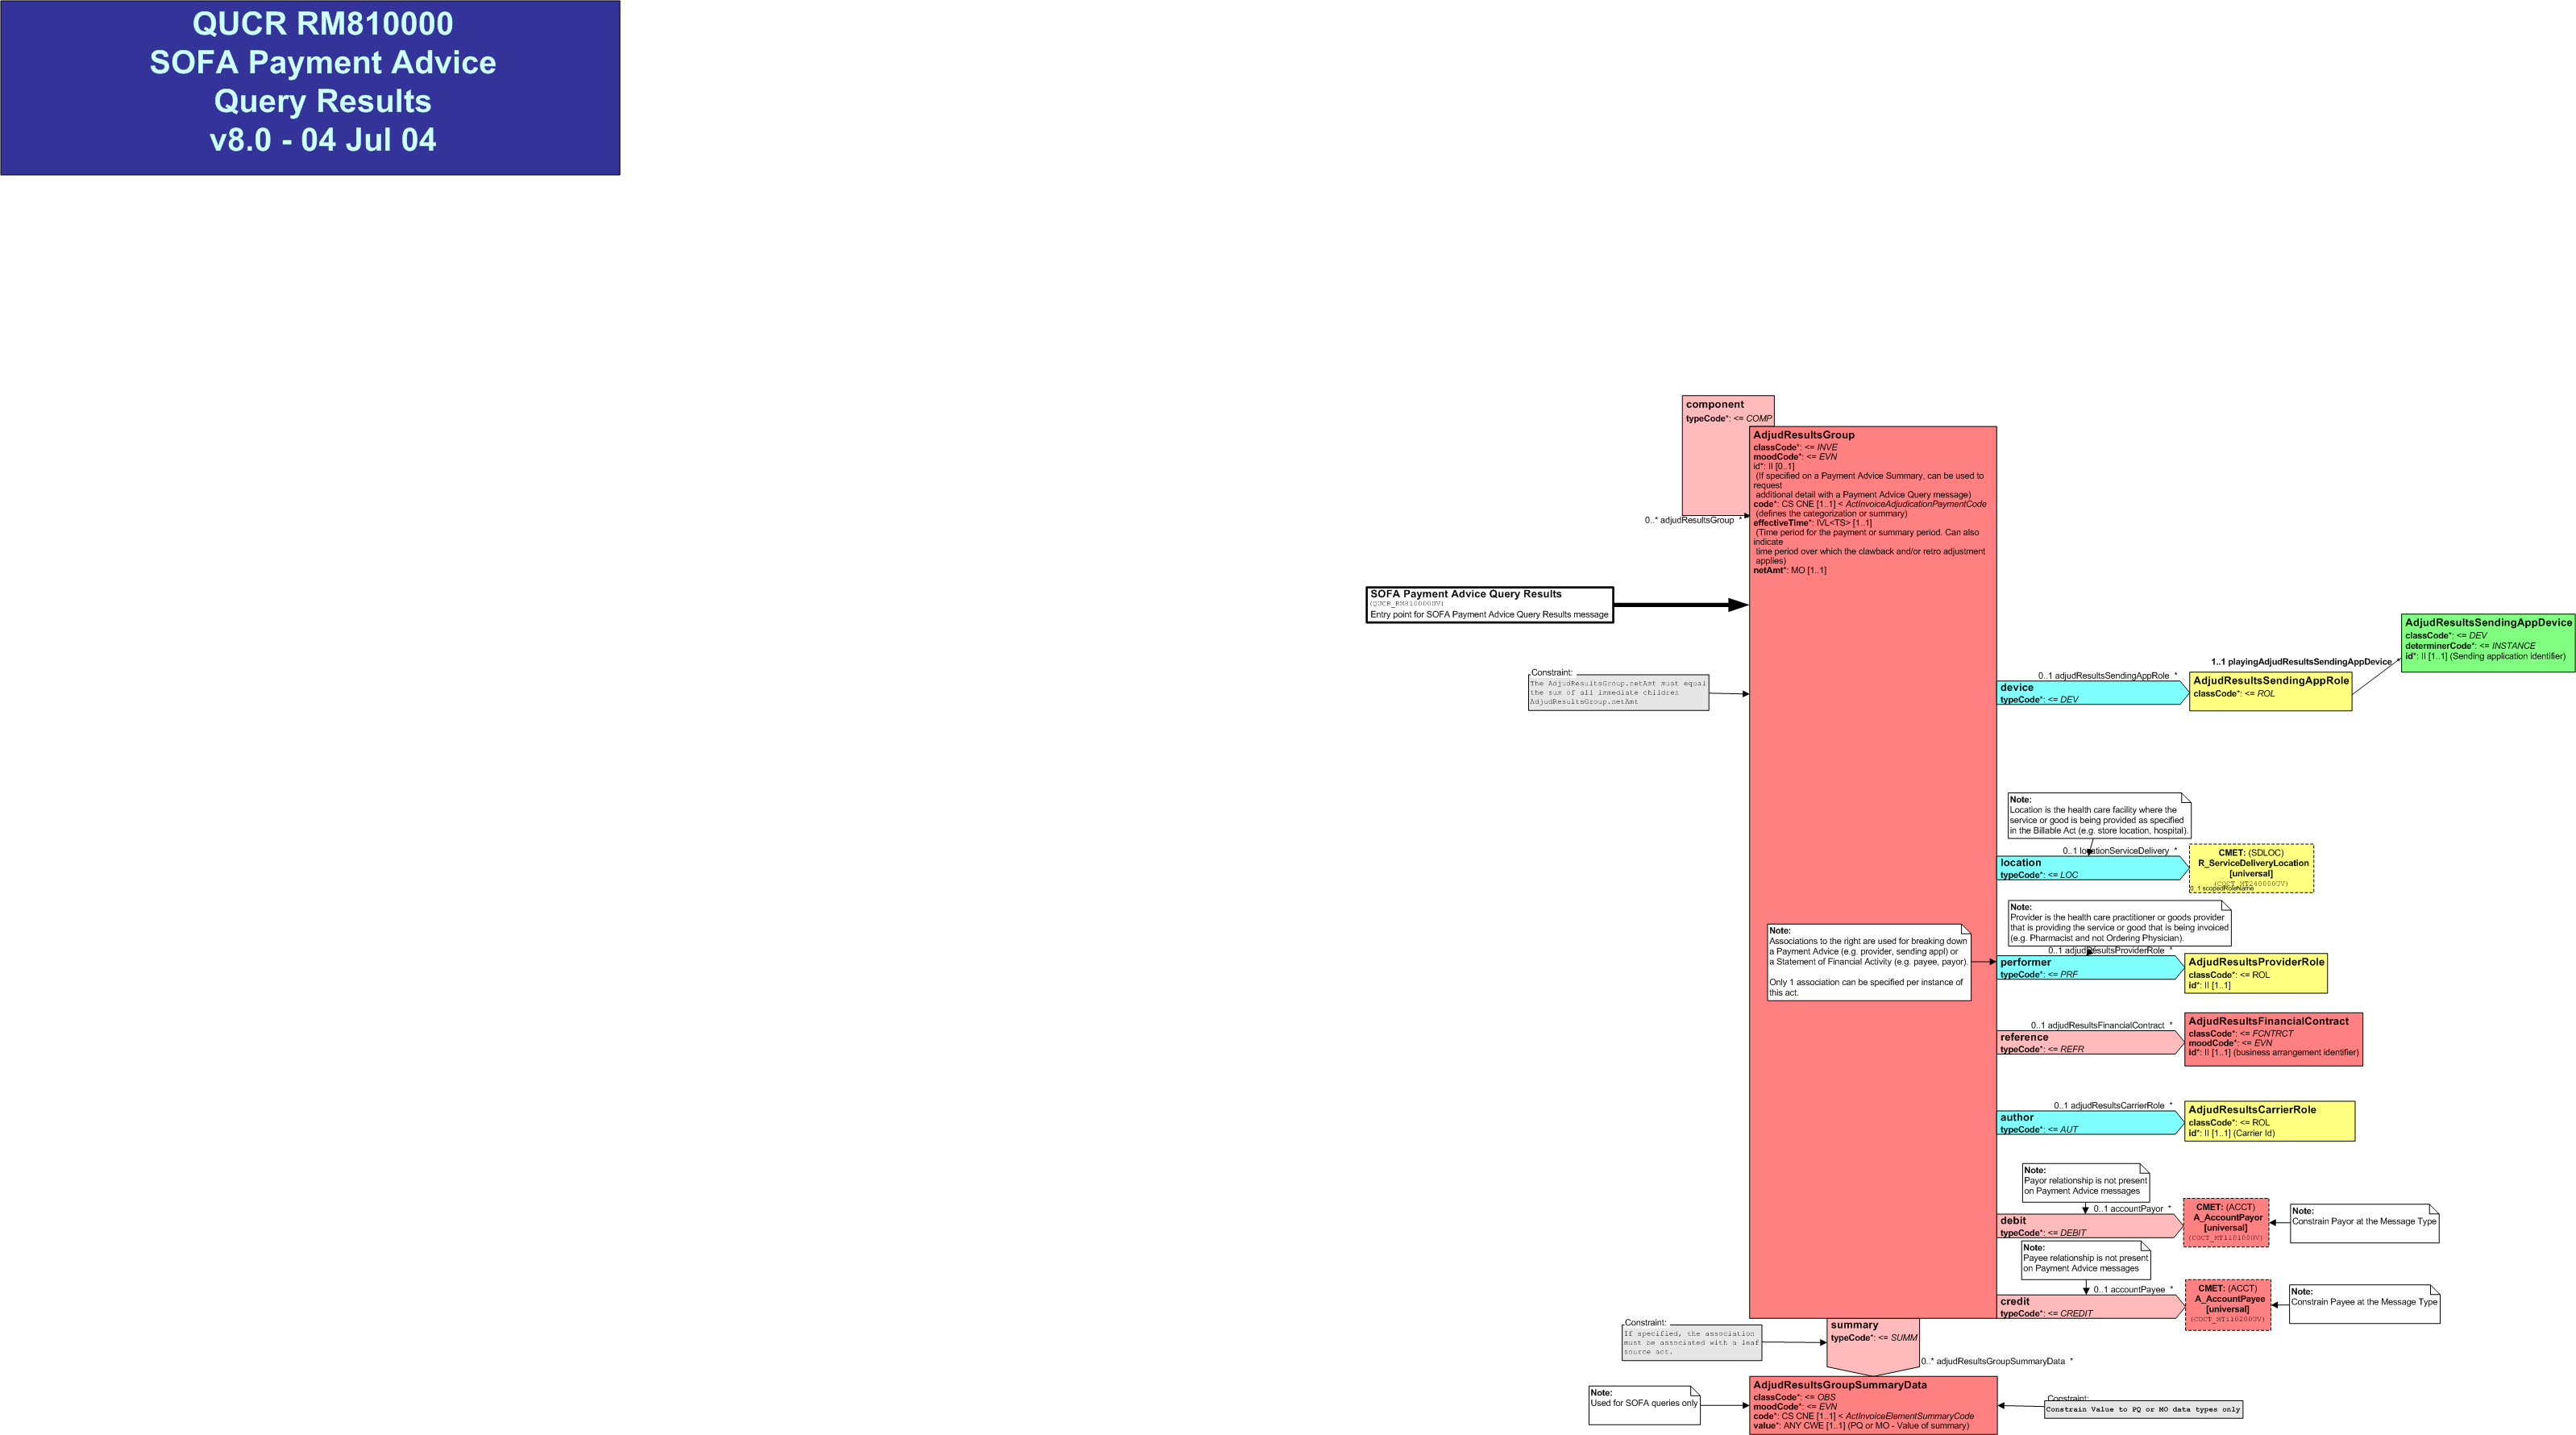 QUCR RM810000
SOFA Payment Advice
Query Results
v8.0 - 04 Jul 04
component
typeCode*: <= COMP
0..* adjudResultsGroup *
AdjudResultsGroup
classCode*: <= INVE
moodCode*: <= EVN
id*: II [0..1]
(If specified on a Payment Advice Summary, can be used to
request
additional detail with a Payment Advice Query message)
code*: CS CNE [1..1] < ActInvoiceAdjudicationPaymentCode
(defines the categorization or summary)
effectiveTime*: IVL<TS> [1..1]
(Time period for the payment or summary period. Can also
indicate
time period over which the clawback and/or retro adjustment
applies)
netAmt*: MO [1..1]
SOFA Payment Advice Query Results
(QUCR_RM810000UV)
Entry point for SOFA Payment Advice Query Results message
Constraint:
The AdjudResultsGroup.netAmt must equal
the sum of all immediate children
AdjudResultsGroup.netAmt
0..1 adjudResultsSendingAppRole *
device
typeCode*: <= DEV
AdjudResultsSendingAppRole
classCode*: <= ROL
1..1 playingAdjudResultsSendingAppDevice *
AdjudResultsSendingAppDevice
classCode*: <= DEV
determinerCode*: <= INSTANCE
id*: II [1..1] (Sending application identifier)
Note:
Location is the health care facility where the
service or good is being provided as specified
in the Billable Act (e.g. store location, hospital).
0..1 locationServiceDelivery *
location
typeCode*: <= LOC
CMET: (SDLOC)
R_ServiceDeliveryLocation
[universal]
(COCT_MT240000UV)
0..1 scopedRoleName
Note:
Provider is the health care practitioner or goods provider
that is providing the service or good that is being invoiced
(e.g. Pharmacist and not Ordering Physician).
0..1 adjudResultsProviderRole *
performer
typeCode*: <= PRF
AdjudResultsProviderRole
classCode*: <= ROL
id*: II [1..1]
Note:
Associations to the right are used for breaking down
a Payment Advice (e.g. provider, sending appl) or
a Statement of Financial Activity (e.g. payee, payor).
Only 1 association can be specified per instance of
this act.
0..1 adjudResultsFinancialContract *
reference
typeCode*: <= REFR
AdjudResultsFinancialContract
classCode*: <= FCNTRCT
moodCode*: <= EVN
id*: II [1..1] (business arrangement identifier)
0..1 adjudResultsCarrierRole *
author
typeCode*: <= AUT
AdjudResultsCarrierRole
classCode*: <= ROL
id*: II [1..1] (Carrier Id)
Note:
Payor relationship is not present
on Payment Advice messages
0..1 accountPayor *
debit
typeCode*: <= DEBIT
CMET: (ACCT)
A_AccountPayor
[universal]
(COCT_MT110100UV)
Note:
Constrain Payor at the Message Type
Note:
Payee relationship is not present
on Payment Advice messages
0..1 accountPayee *
credit
typeCode*: <= CREDIT
CMET: (ACCT)
A_AccountPayee
[universal]
(COCT_MT110200UV)
Note:
Constrain Payee at the Message Type
Constraint:
If specified, the association
must be associated with a leaf
source act.
summary
typeCode*: <= SUMM
0..* adjudResultsGroupSummaryData *
Note:
Used for SOFA queries only
AdjudResultsGroupSummaryData
classCode*: <= OBS
moodCode*: <= EVN
code*: CS CNE [1..1] < ActInvoiceElementSummaryCode
value*: ANY CWE [1..1] (PQ or MO - Value of summary)
Constraint:
Constrain Value to PQ or MO data types only